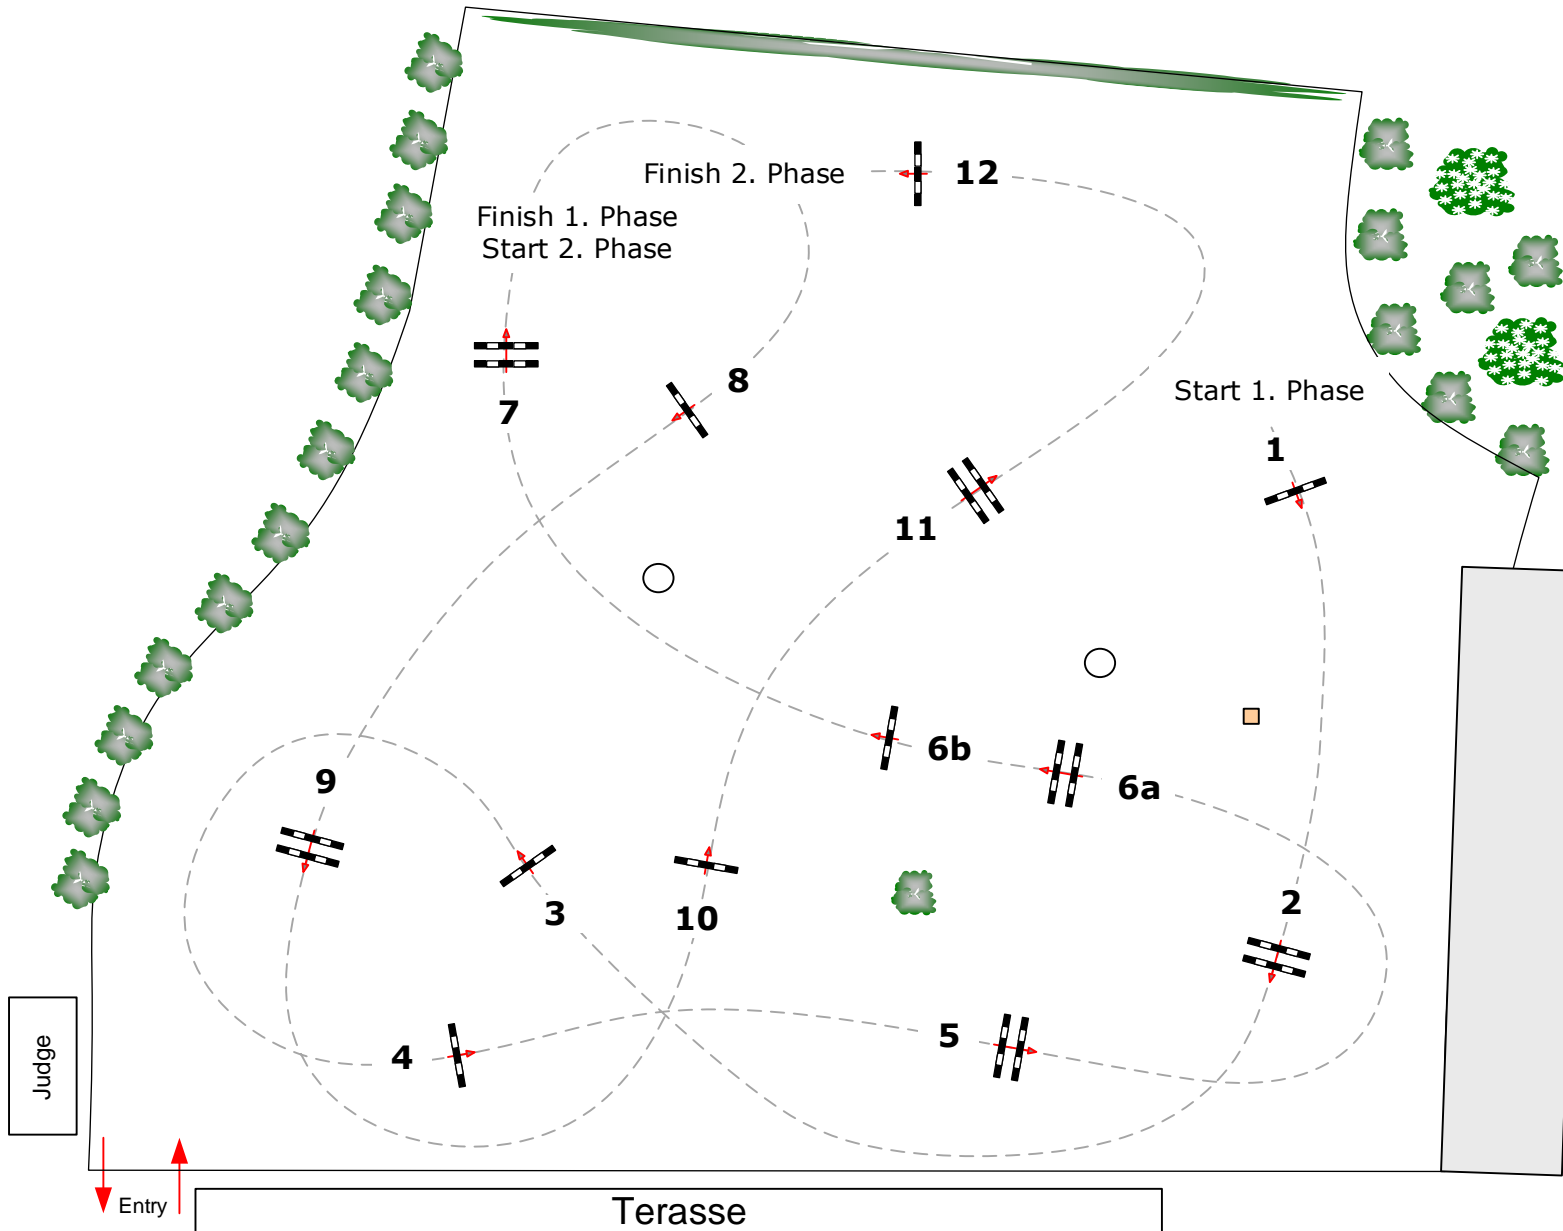 Finish 2. Phase
12
Finish 1. Phase
Start 2. Phase
8
Start 1. Phase
7
1
11
6b
9
6a
2
3
10
5
4
Judge
Entry
Terasse